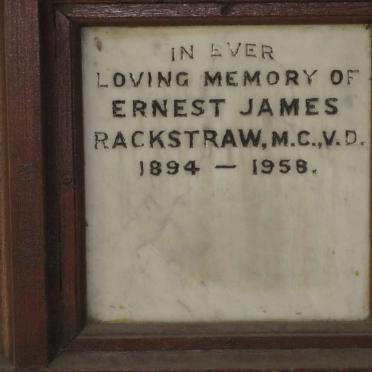 IN EVER
LOVING MEMORY OF
ERNEST JAMES
RACKSTRAW, M.C., V.D.
1894 — 1958.